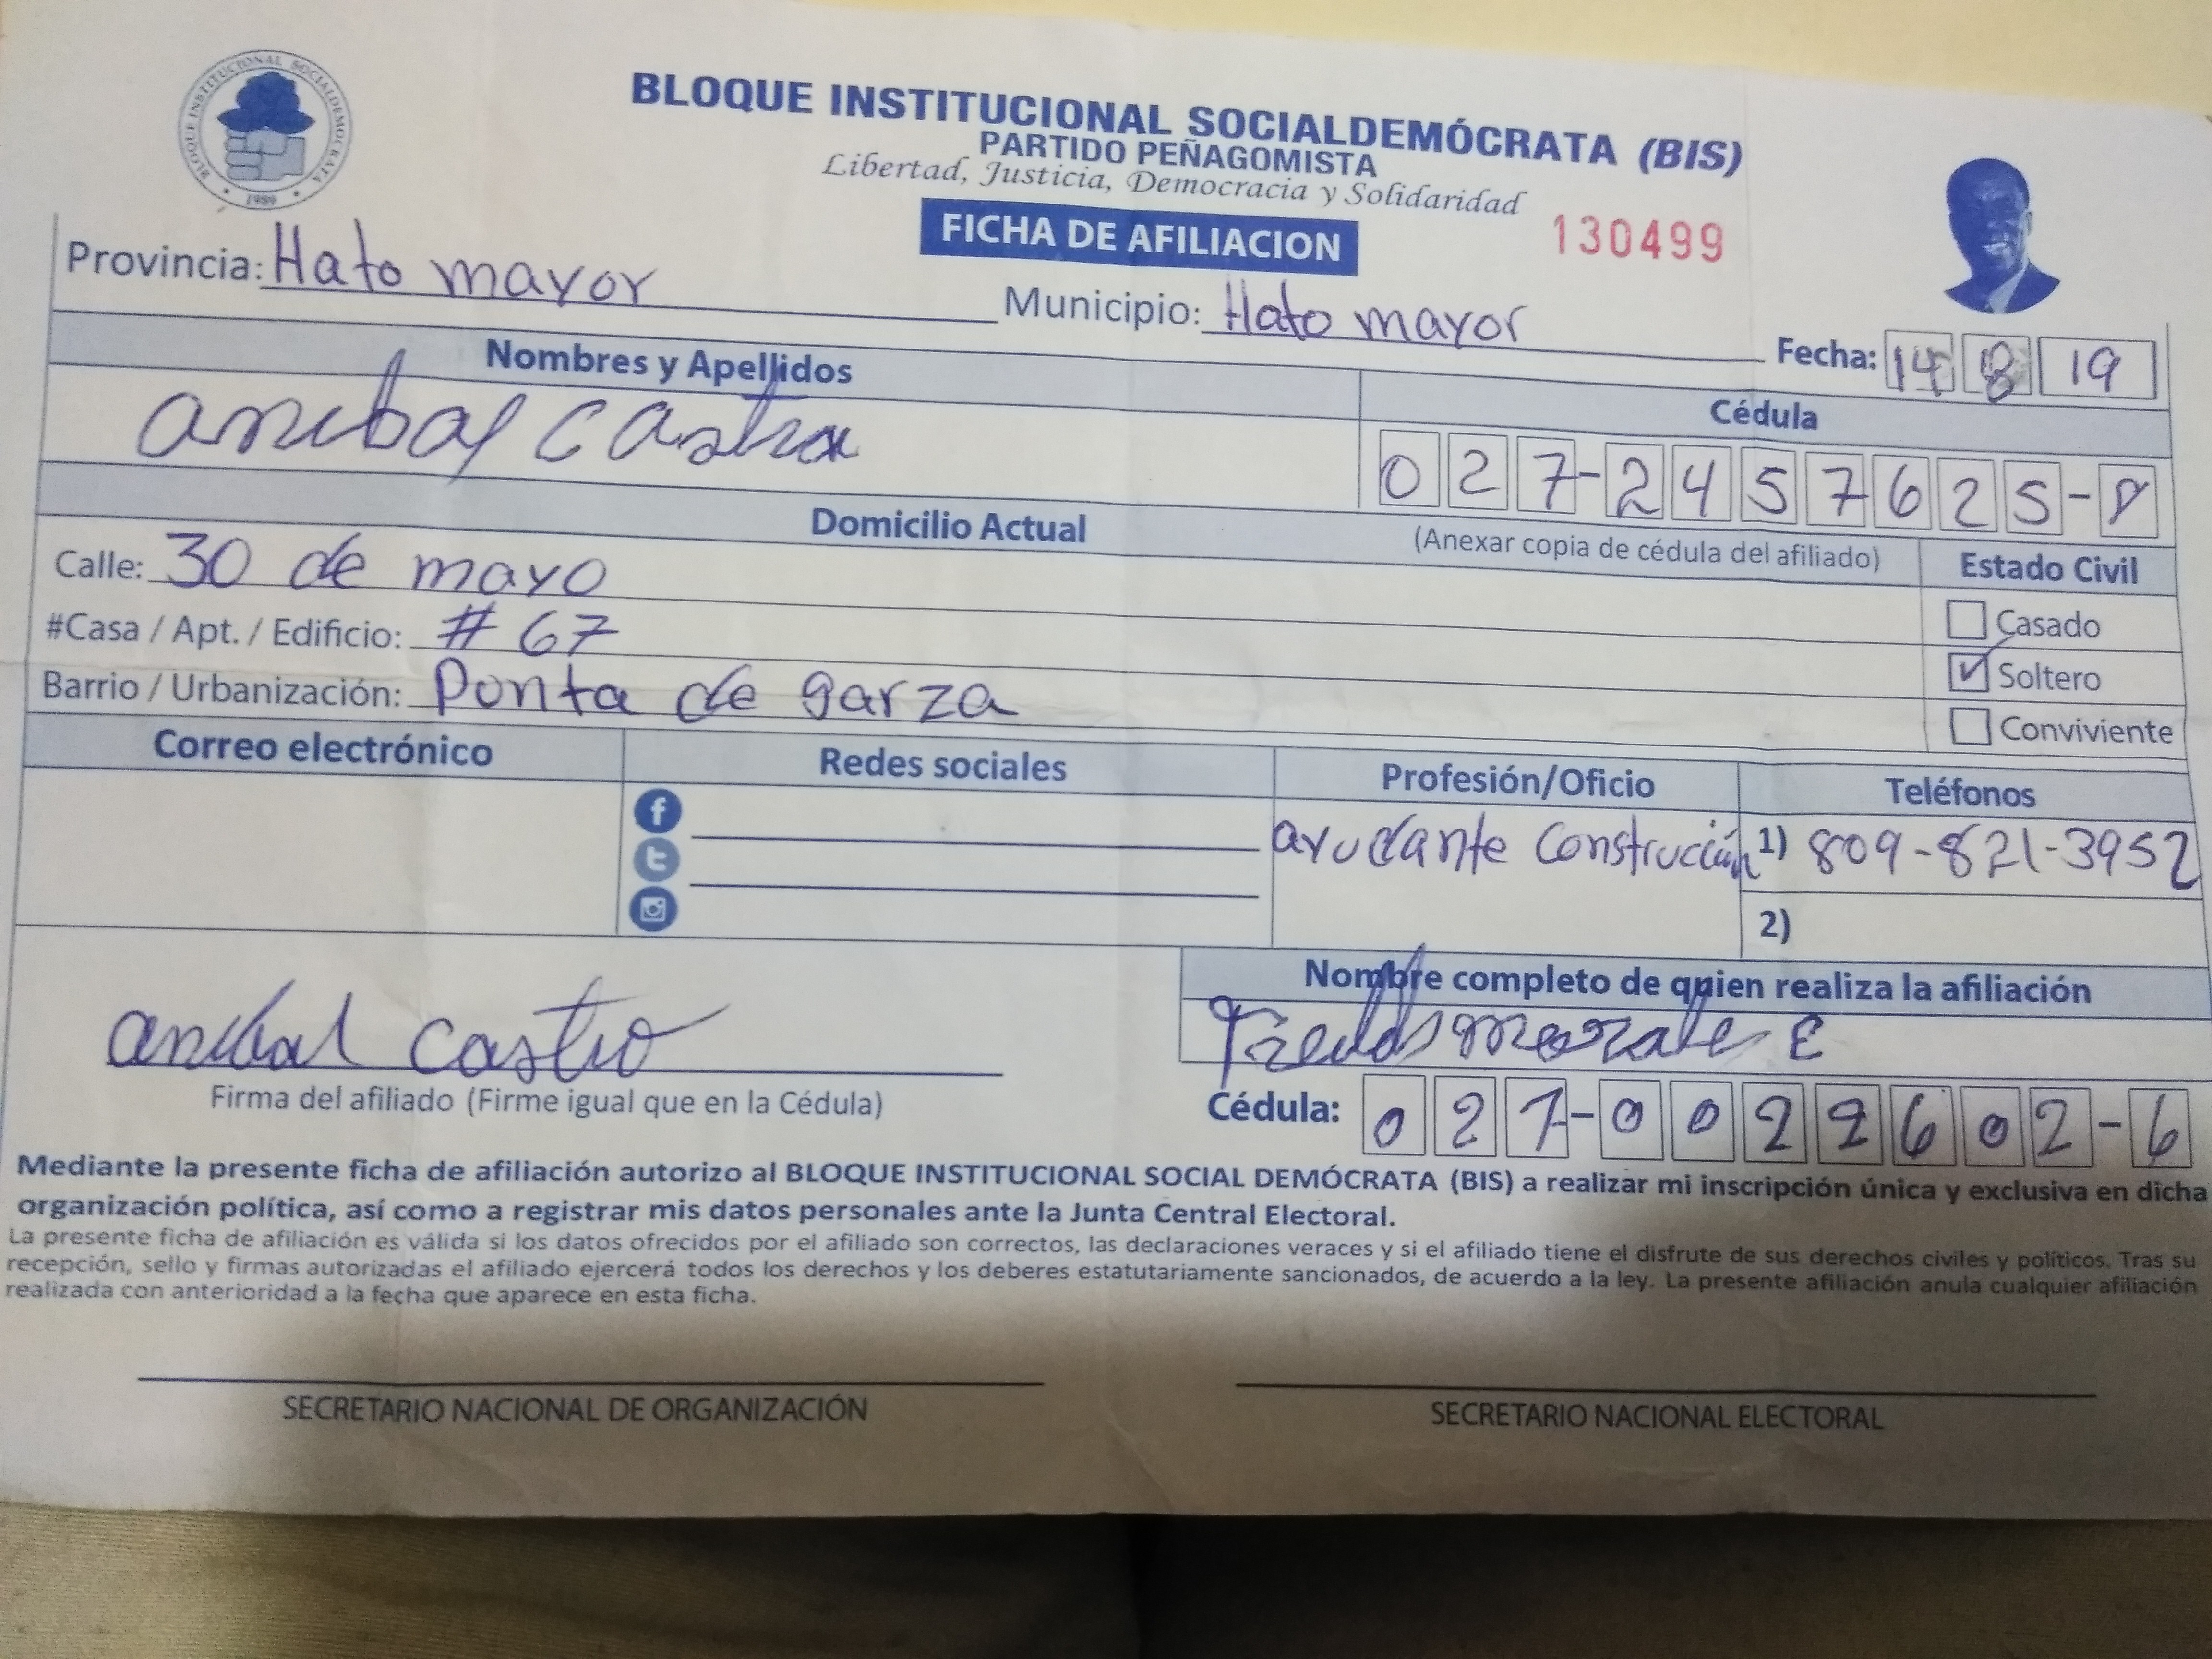 BLOQUE INSTITUCIONAL SOCIALDEMOCRATA
1989
BLOQUE INSTITUCIONAL SOCIALDEMÓCRATA (BIS)
PARTIDO PEÑAGOMISTA
Libertad, Justicia, Democracia y Solidaridad
FICHA DE AFILIACION
130499
Provincia: Hato mayor
Municipio: Hato mayor
Fecha: 14 8 19
Nombres y Apellidos
Cédula
anibal Castro
027-2457625-8
(Anexar copia de cédula del afiliado)
Domicilio Actual
Estado Civil
Calle: 30 de mayo
Casado
#Casa / Apt. / Edificio: # 67
Soltero
Barrio / Urbanización: Ponta de garza
Conviviente
Correo electrónico
Redes sociales
Profesión/Oficio
Teléfonos
f
t
ayudante Construcción
1) 809-821-3952
2)
anibal castro
Firma del afiliado (Firme igual que en la Cédula)
Nombre completo de quien realiza la afiliación
E
Cédula: 027-0022602-6
Mediante la presente ficha de afiliación autorizo al BLOQUE INSTITUCIONAL SOCIAL DEMÓCRATA (BIS) a realizar mi inscripción única y exclusiva en dicha
organización política, así como a registrar mis datos personales ante la Junta Central Electoral.
La presente ficha de afiliación es válida si los datos ofrecidos por el afiliado son correctos, las declaraciones veraces y si el afiliado tiene el disfrute de sus derechos civiles y políticos. Tras su
recepción, sello y firmas autorizadas el afiliado ejercerá todos los derechos y los deberes estatutariamente sancionados, de acuerdo a la ley. La presente afiliación anula cualquier afiliación
realizada con anterioridad a la fecha que aparece en esta ficha.
SECRETARIO NACIONAL DE ORGANIZACIÓN
SECRETARIO NACIONAL ELECTORAL